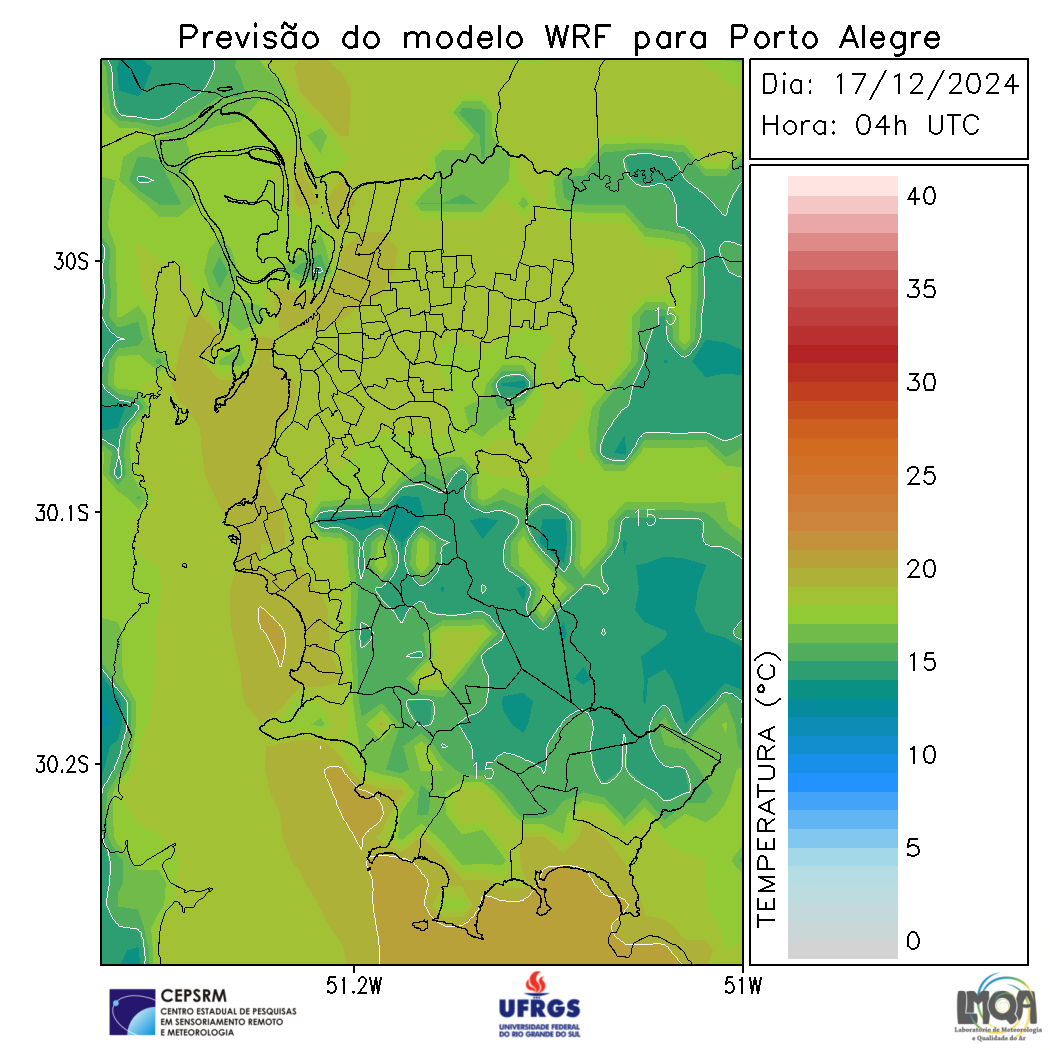 Previsão do modelo WRF para Porto Alegre
Dia: 17/12/2024
Hora: 04h UTC
40
35
30
25
20
15
10
5
0
TEMPERATURA (°C)
30S
30.1S
30.2S
15
15
15
51.2W
51W
CEPSRM
CENTRO ESTADUAL DE PESQUISAS
EM SENSORIAMENTO REMOTO
E METEOROLOGIA
UFRGS
UNIVERSIDADE FEDERAL
DO RIO GRANDE DO SUL
LMQA
Laboratório de Meteorologia
e Qualidade do Ar